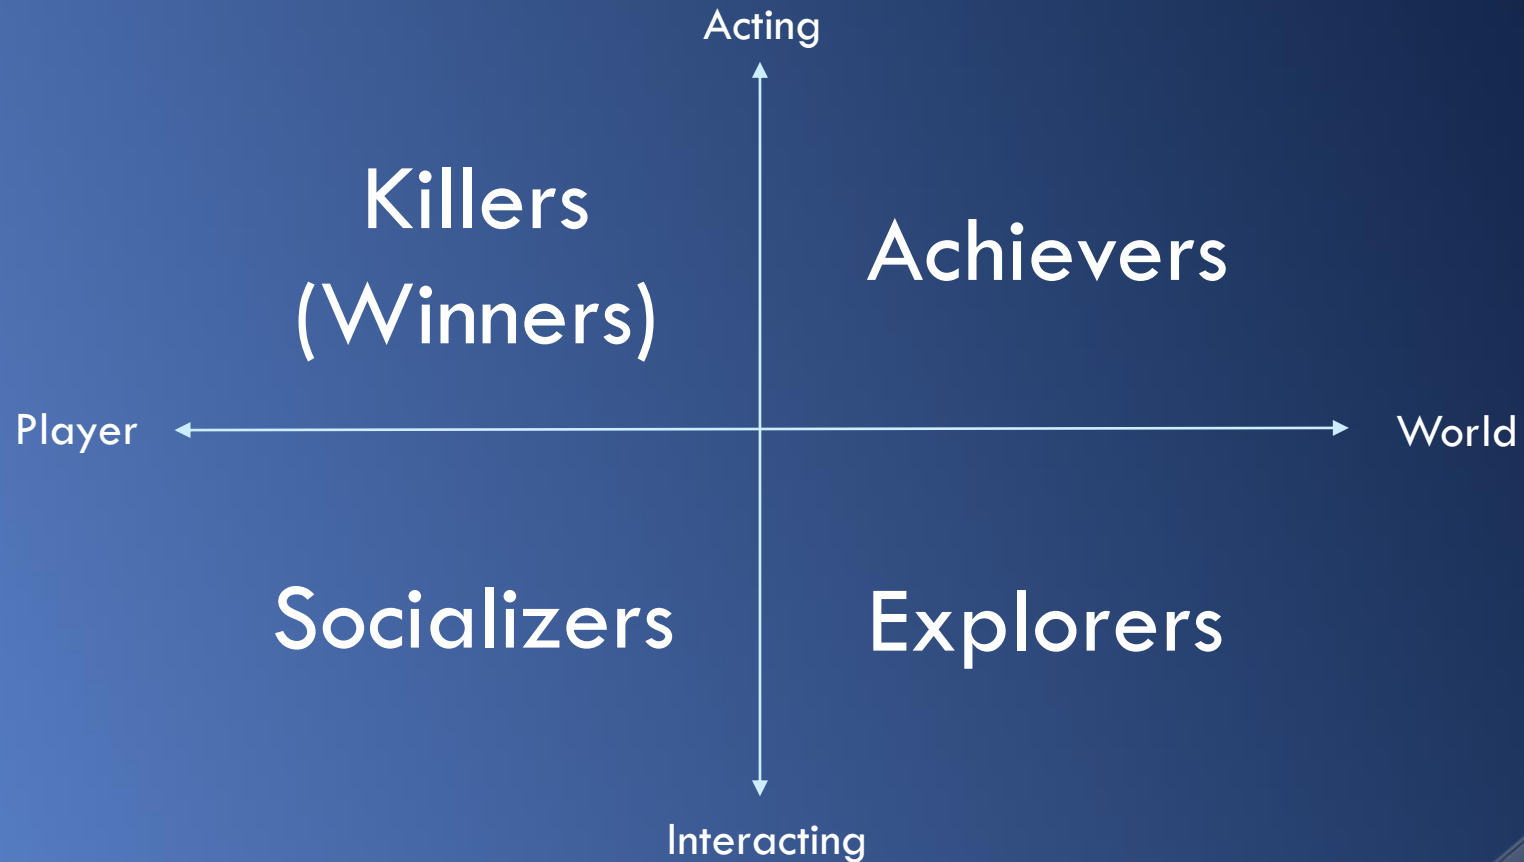 Acting
Killers
(Winners)
Achievers
Player
World
Socializers
Explorers
Interacting